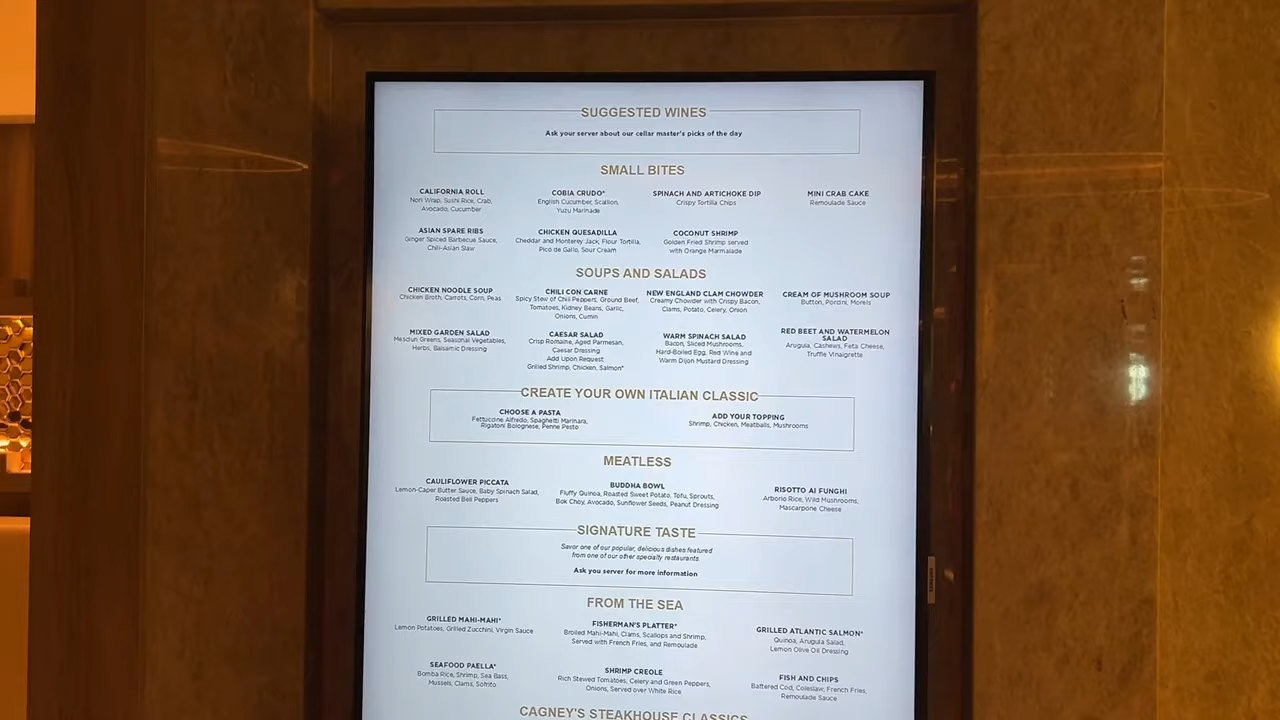 SUGGESTED WINES
Ask your server about our cellar master's picks of the day
SMALL BITES
CALIFORNIA ROLL
Nori Wrap, Sushi Rice, Crab,
Avocado, Cucumber
COBIA CRUDO*
English Cucumber, Scallion,
Yuzu Marinade
SPINACH AND ARTICHOKE DIP
Crispy Tortilla Chips
MINI CRAB CAKE
Remoulade Sauce
ASIAN SPARE RIBS
Ginger Spiced Barbecue Sauce,
Chili-Asian Slaw
CHICKEN QUESADILLA
Cheddar and Monterey Jack, Flour Tortilla,
Pico de Gallo, Sour Cream
COCONUT SHRIMP
Golden Fried Shrimp served
with Orange Marmalade
SOUPS AND SALADS
CHICKEN NOODLE SOUP
Chicken Broth, Carrots, Corn, Peas
CHILI CON CARNE
Spicy Stew of Chili Peppers, Ground Beef,
Tomatoes, Kidney Beans, Garlic,
Onions, Cumin
NEW ENGLAND CLAM CHOWDER
Creamy Chowder with Crispy Bacon,
Clams, Potato, Celery, Onion
CREAM OF MUSHROOM SOUP
Button, Porcini, Morels
MIXED GARDEN SALAD
Mesclun Greens, Seasonal Vegetables,
Herbs, Balsamic Dressing
CAESAR SALAD
Crisp Romaine, Aged Parmesan,
Caesar Dressing
Add Upon Request
Grilled Shrimp, Chicken, Salmon*
WARM SPINACH SALAD
Bacon, Sliced Mushrooms,
Hard-Boiled Egg, Red Wine and
Warm Dijon Mustard Dressing
RED BEET AND WATERMELON
SALAD
Arugula, Cashews, Feta Cheese,
Truffle Vinaigrette
CREATE YOUR OWN ITALIAN CLASSIC
CHOOSE A PASTA
Fettuccine Alfredo, Spaghetti Marinara,
Rigatoni Bolognese, Penne Pesto
ADD YOUR TOPPING
Shrimp, Chicken, Meatballs, Mushrooms
MEATLESS
CAULIFLOWER PICCATA
Lemon-Caper Butter Sauce, Baby Spinach Salad,
Roasted Bell Peppers
BUDDHA BOWL
Fluffy Quinoa, Roasted Sweet Potato, Tofu, Sprouts,
Bok Choy, Avocado, Sunflower Seeds, Peanut Dressing
RISOTTO AI FUNGHI
Arborio Rice, Wild Mushrooms,
Mascarpone Cheese
SIGNATURE TASTE
Savor one of our popular, delicious dishes featured
from one of our other specialty restaurants.
Ask you server for more information
FROM THE SEA
GRILLED MAHI-MAHI*
Lemon Potatoes, Grilled Zucchini, Virgin Sauce
FISHERMAN'S PLATTER*
Broiled Mahi-Mahi, Clams, Scallops and Shrimp,
Served with French Fries, and Remoulade
GRILLED ATLANTIC SALMON*
Quinoa, Arugula Salad,
Lemon Olive Oil Dressing
SEAFOOD PAELLA*
Bomba Rice, Shrimp, Sea Bass,
Mussels, Clams, Sofrito
SHRIMP CREOLE
Rich Stewed Tomatoes, Celery and Green Peppers,
Onions, Served over White Rice
FISH AND CHIPS
Battered Cod, Coleslaw, French Fries,
Remoulade Sauce
CAGNEY'S STEAKHOUSE CLASSICS